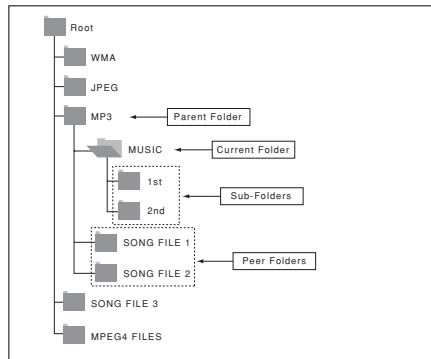 Root
WMA
JPEG
MP3
Parent Folder
MUSIC
Current Folder
1st
Sub-Folders
2nd
SONG FILE 1
Peer Folders
SONG FILE 2
SONG FILE 3
MPEG4 FILES